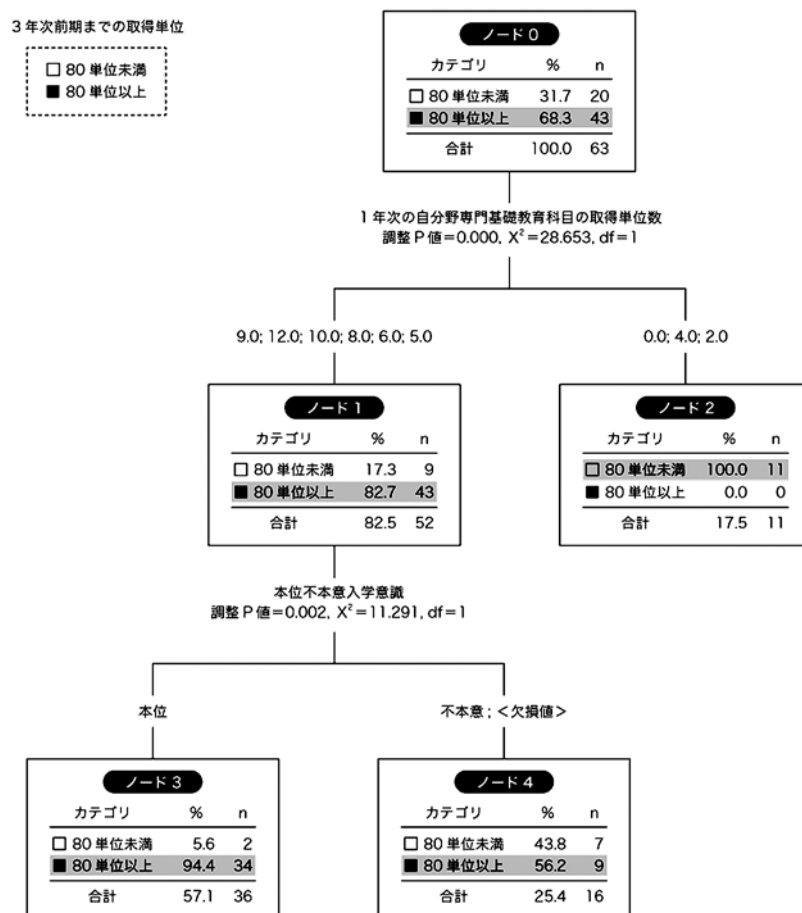 3年次前期までの取得単位
□ 80単位未満
■ 80単位以上
ノード 0
カテゴリ % n
□ 80単位未満 31.7 20
■ 80単位以上 68.3 43
合計 100.0 63
1年次の自分野専門基礎教育科目の取得単位数
調整P値=0.000, X²=28.653, df=1
9.0; 12.0; 10.0; 8.0; 6.0; 5.0
0.0; 4.0; 2.0
ノード 1
カテゴリ % n
□ 80単位未満 17.3 9
■ 80単位以上 82.7 43
合計 82.5 52
ノード 2
カテゴリ % n
□ 80単位未満 100.0 11
■ 80単位以上 0.0 0
合計 17.5 11
本位不本意入学意識
調整P値=0.002, X²=11.291, df=1
本位
不本意; <欠損値>
ノード 3
カテゴリ % n
□ 80単位未満 5.6 2
■ 80単位以上 94.4 34
合計 57.1 36
ノード 4
カテゴリ % n
□ 80単位未満 43.8 7
■ 80単位以上 56.2 9
合計 25.4 16